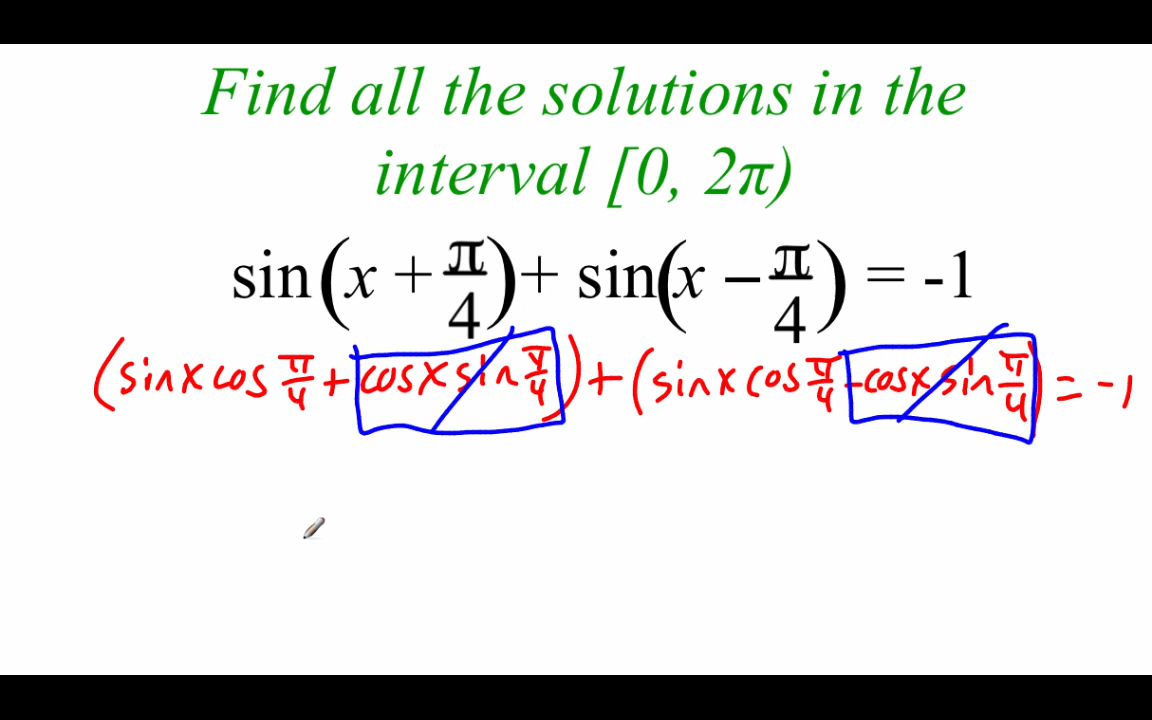 Find all the solutions in the
interval [0, 2π)
sin(x + π/4) + sin(x − π/4) = -1
(sinx cos π/4 + cosx sin π/4) + (sinx cos π/4 - cosx sin π/4) = -1